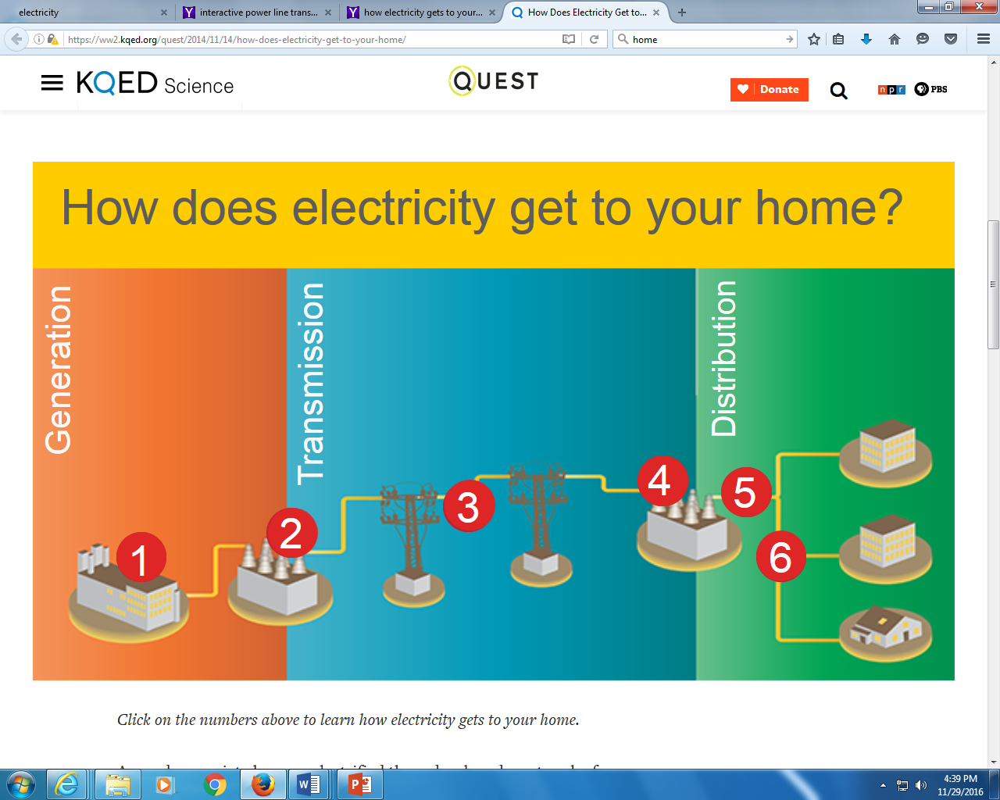 electricity
interactive power line trans...
how electricity gets to your...
How Does Electricity Get to...
https://ww2.kqed.org/quest/2014/11/14/how-does-electricity-get-to-your-home/
home
KQED Science
QUEST
Donate
npr
PBS
How does electricity get to your home?
Generation
Transmission
Distribution
1
2
3
4
5
6
Click on the numbers above to learn how electricity gets to your home.
4:39 PM
11/29/2016